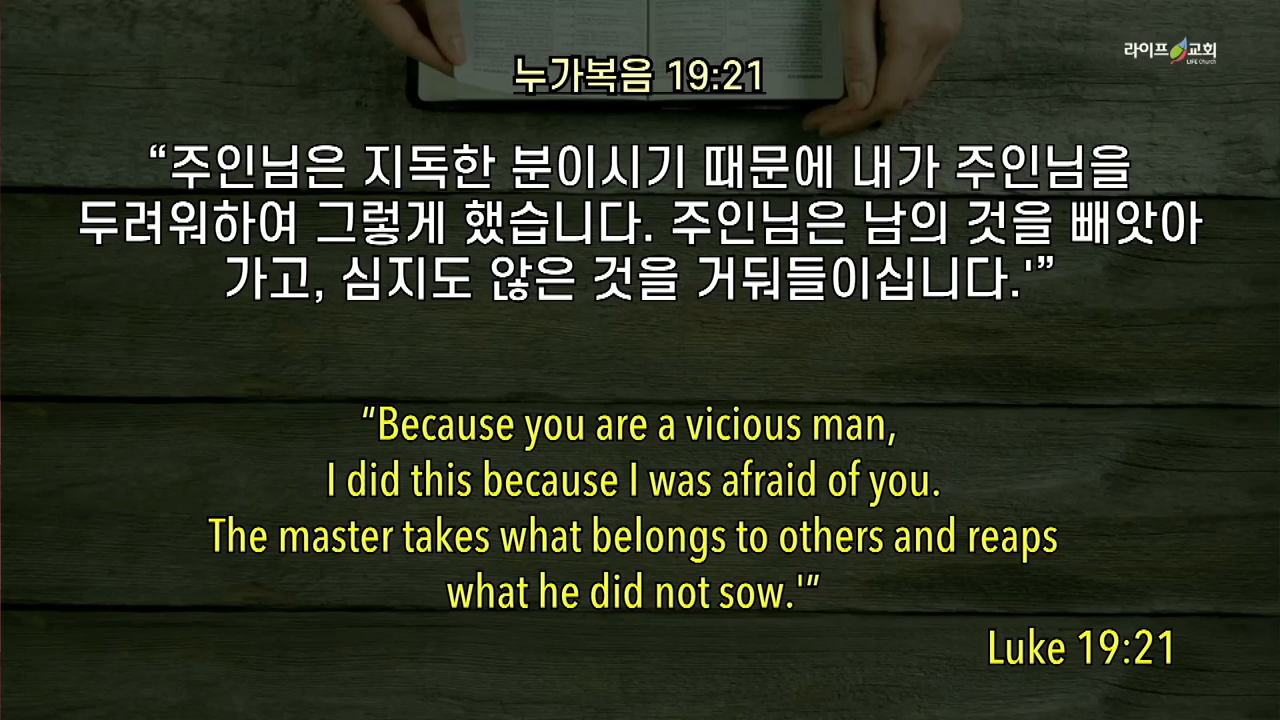 라이프교회
LIFE Church
누가복음 19:21
“주인님은 지독한 분이시기 때문에 내가 주인님을
두려워하여 그렇게 했습니다. 주인님은 남의 것을 빼앗아
가고, 심지도 않은 것을 거둬들이십니다.'”
“Because you are a vicious man,
I did this because I was afraid of you.
The master takes what belongs to others and reaps
what he did not sow.'”
Luke 19:21